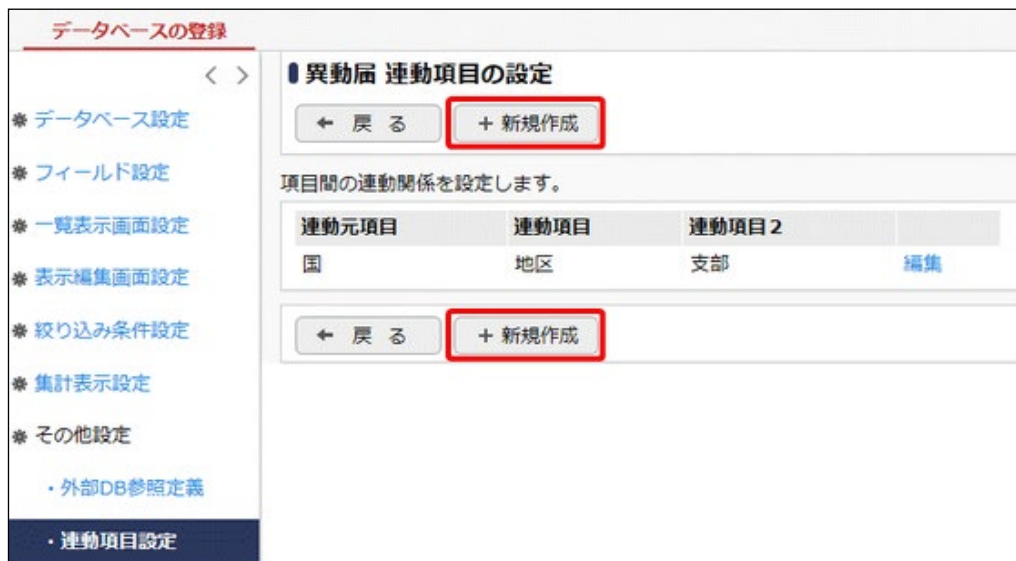 データベースの登録
< >
データベース設定
フィールド設定
一覧表示画面設定
表示編集画面設定
絞り込み条件設定
集計表示設定
その他設定
・外部DB参照定義
・連動項目設定
異動届 連動項目の設定
← 戻 る + 新規作成
項目間の連動関係を設定します。
連動元項目 連動項目 連動項目2
国 地区 支部 編集
← 戻 る + 新規作成